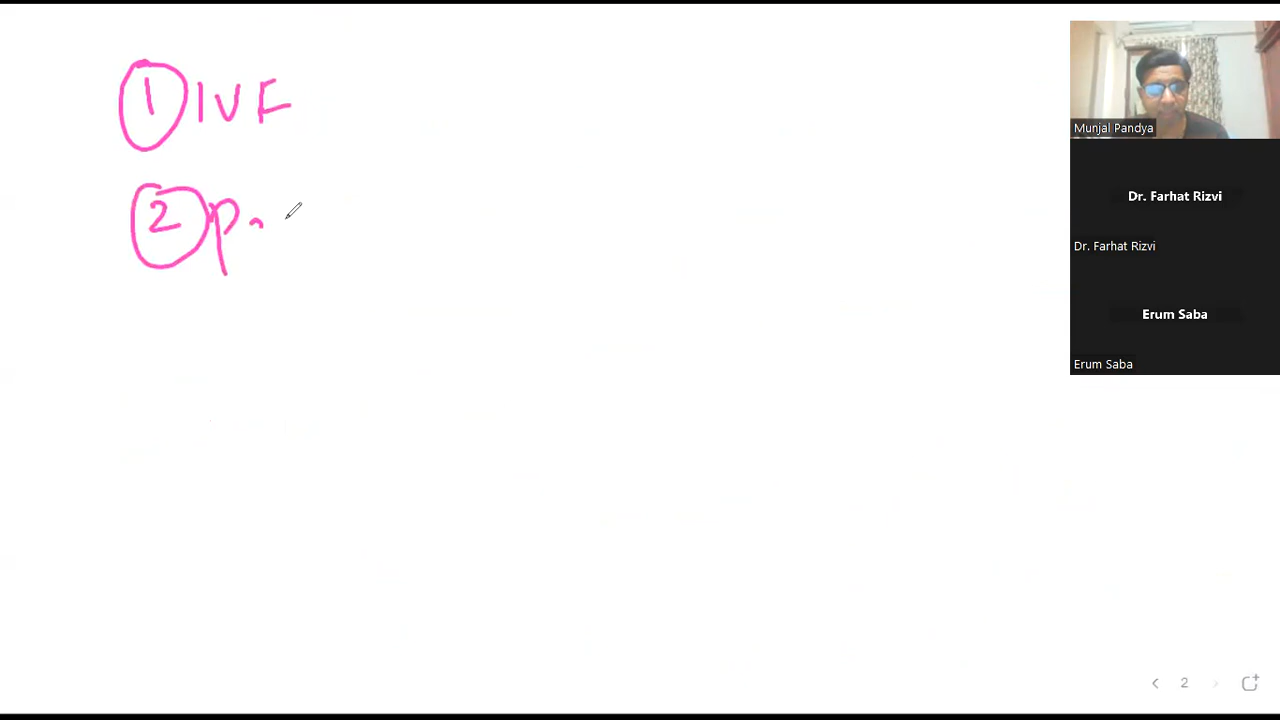 1 IVF
2 p
Munjal Pandya
Dr. Farhat Rizvi
Dr. Farhat Rizvi
Erum Saba
Erum Saba
2